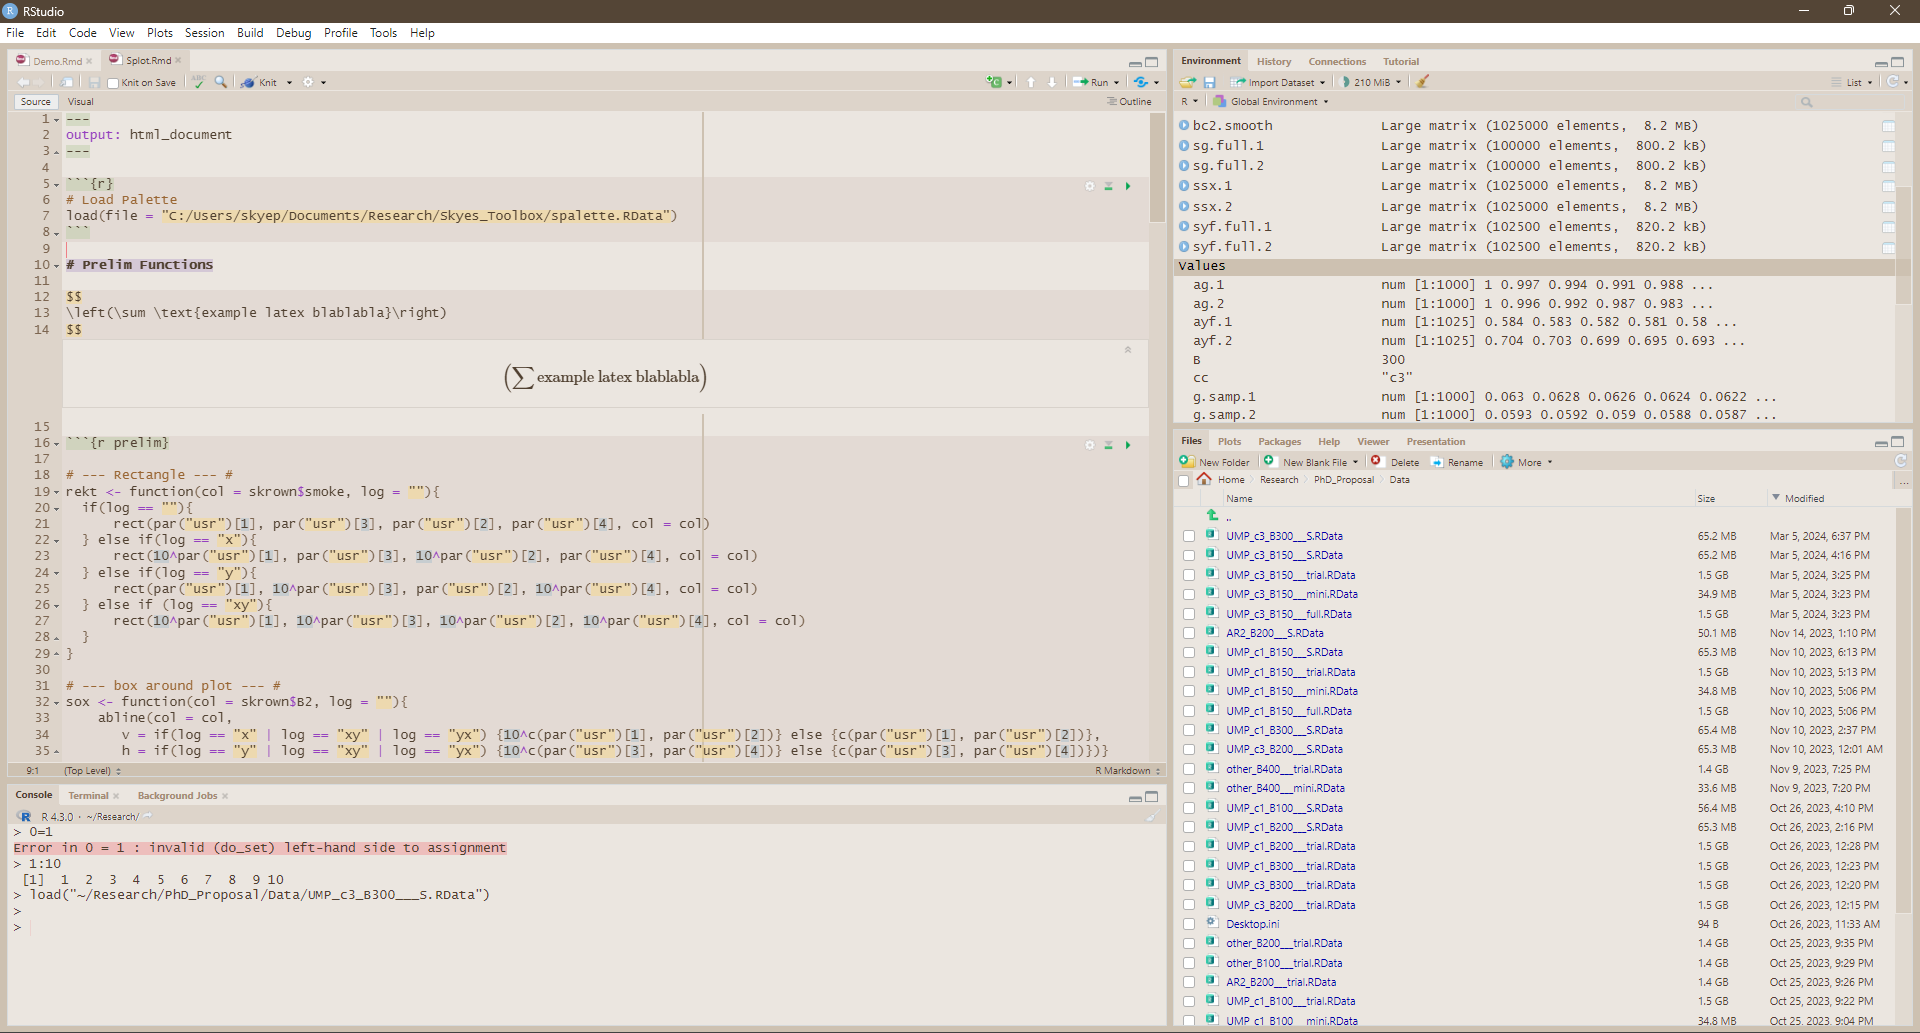 RStudio
File Edit Code View Plots Session Build Debug Profile Tools Help
Demo.Rmd Splot.Rmd
Knit on Save ABC Knit Run
Source Visual Outline
1 ---
2 output: html_document
3 ---
4
5 ```{r}
6 # Load Palette
7 load(file = "C:/Users/skyep/Documents/Research/Skyes_Toolbox/spalette.RData")
8 ```
9
10 # Prelim Functions
11
12 $$
13 \left(\sum \text{example latex blablabla}\right)
14 $$
(∑ example latex blablabla)
15
16 ```{r prelim}
17
18 # --- Rectangle --- #
19 rekt <- function(col = skrown$smoke, log = ""){
20 if(log == ""){
21 rect(par("usr")[1], par("usr")[3], par("usr")[2], par("usr")[4], col = col)
22 } else if(log == "x"){
23 rect(10^par("usr")[1], par("usr")[3], 10^par("usr")[2], par("usr")[4], col = col)
24 } else if(log == "y"){
25 rect(par("usr")[1], 10^par("usr")[3], par("usr")[2], 10^par("usr")[4], col = col)
26 } else if (log == "xy"){
27 rect(10^par("usr")[1], 10^par("usr")[3], 10^par("usr")[2], 10^par("usr")[4], col = col)
28 }
29 }
30
31 # --- box around plot --- #
32 sox <- function(col = skrown$B2, log = ""){
33 abline(col = col,
34 v = if(log == "x" | log == "xy" | log == "yx") {10^c(par("usr")[1], par("usr")[2])} else {c(par("usr")[1], par("usr")[2])},
35 h = if(log == "y" | log == "xy" | log == "yx") {10^c(par("usr")[3], par("usr")[4])} else {c(par("usr")[3], par("usr")[4])})}
9:1 (Top Level) R Markdown
Console Terminal Background Jobs
R 4.3.0 · ~/Research/
> 0=1
Error in 0 = 1 : invalid (do_set) left-hand side to assignment
> 1:10
[1] 1 2 3 4 5 6 7 8 9 10
> load("~/Research/PhD_Proposal/Data/UMP_c3_B300___S.RData")
>
>
Environment History Connections Tutorial
Import Dataset 210 MiB List
R Global Environment
bc2.smooth Large matrix (1025000 elements, 8.2 MB)
sg.full.1 Large matrix (100000 elements, 800.2 kB)
sg.full.2 Large matrix (100000 elements, 800.2 kB)
ssx.1 Large matrix (1025000 elements, 8.2 MB)
ssx.2 Large matrix (1025000 elements, 8.2 MB)
syf.full.1 Large matrix (102500 elements, 820.2 kB)
syf.full.2 Large matrix (102500 elements, 820.2 kB)
Values
ag.1 num [1:1000] 1 0.997 0.994 0.991 0.988 ...
ag.2 num [1:1000] 1 0.996 0.992 0.987 0.983 ...
ayf.1 num [1:1025] 0.584 0.583 0.582 0.581 0.58 ...
ayf.2 num [1:1025] 0.704 0.703 0.699 0.695 0.693 ...
B 300
cc "c3"
g.samp.1 num [1:1000] 0.063 0.0628 0.0626 0.0624 0.0622 ...
g.samp.2 num [1:1000] 0.0593 0.0592 0.059 0.0588 0.0587 ...
Files Plots Packages Help Viewer Presentation
New Folder New Blank File Delete Rename More
Home Research PhD_Proposal Data ...
Name Size Modified
..
UMP_c3_B300___S.RData 65.2 MB Mar 5, 2024, 6:37 PM
UMP_c3_B150___S.RData 65.2 MB Mar 5, 2024, 4:16 PM
UMP_c3_B150___trial.RData 1.5 GB Mar 5, 2024, 3:25 PM
UMP_c3_B150___mini.RData 34.9 MB Mar 5, 2024, 3:23 PM
UMP_c3_B150___full.RData 1.5 GB Mar 5, 2024, 3:23 PM
AR2_B200___S.RData 50.1 MB Nov 14, 2023, 1:10 PM
UMP_c1_B150___S.RData 65.3 MB Nov 10, 2023, 6:13 PM
UMP_c1_B150___trial.RData 1.5 GB Nov 10, 2023, 5:13 PM
UMP_c1_B150___mini.RData 34.8 MB Nov 10, 2023, 5:06 PM
UMP_c1_B150___full.RData 1.5 GB Nov 10, 2023, 5:06 PM
UMP_c1_B300___S.RData 65.4 MB Nov 10, 2023, 2:37 PM
UMP_c3_B200___S.RData 65.3 MB Nov 10, 2023, 12:01 AM
other_B400___trial.RData 1.4 GB Nov 9, 2023, 7:25 PM
other_B400___mini.RData 33.6 MB Nov 9, 2023, 7:20 PM
UMP_c1_B100___S.RData 56.4 MB Oct 26, 2023, 4:10 PM
UMP_c1_B200___S.RData 65.3 MB Oct 26, 2023, 2:16 PM
UMP_c1_B200___trial.RData 1.5 GB Oct 26, 2023, 12:28 PM
UMP_c1_B300___trial.RData 1.5 GB Oct 26, 2023, 12:23 PM
UMP_c3_B300___trial.RData 1.5 GB Oct 26, 2023, 12:20 PM
UMP_c3_B200___trial.RData 1.5 GB Oct 26, 2023, 12:15 PM
Desktop.ini 94 B Oct 26, 2023, 11:33 AM
other_B200___trial.RData 1.4 GB Oct 25, 2023, 9:35 PM
other_B100___trial.RData 1.4 GB Oct 25, 2023, 9:29 PM
AR2_B200___trial.RData 1.4 GB Oct 25, 2023, 9:26 PM
UMP_c1_B100___trial.RData 1.5 GB Oct 25, 2023, 9:22 PM
UMP_c1_B100___mini.RData 34.8 MB Oct 25, 2023, 9:04 PM